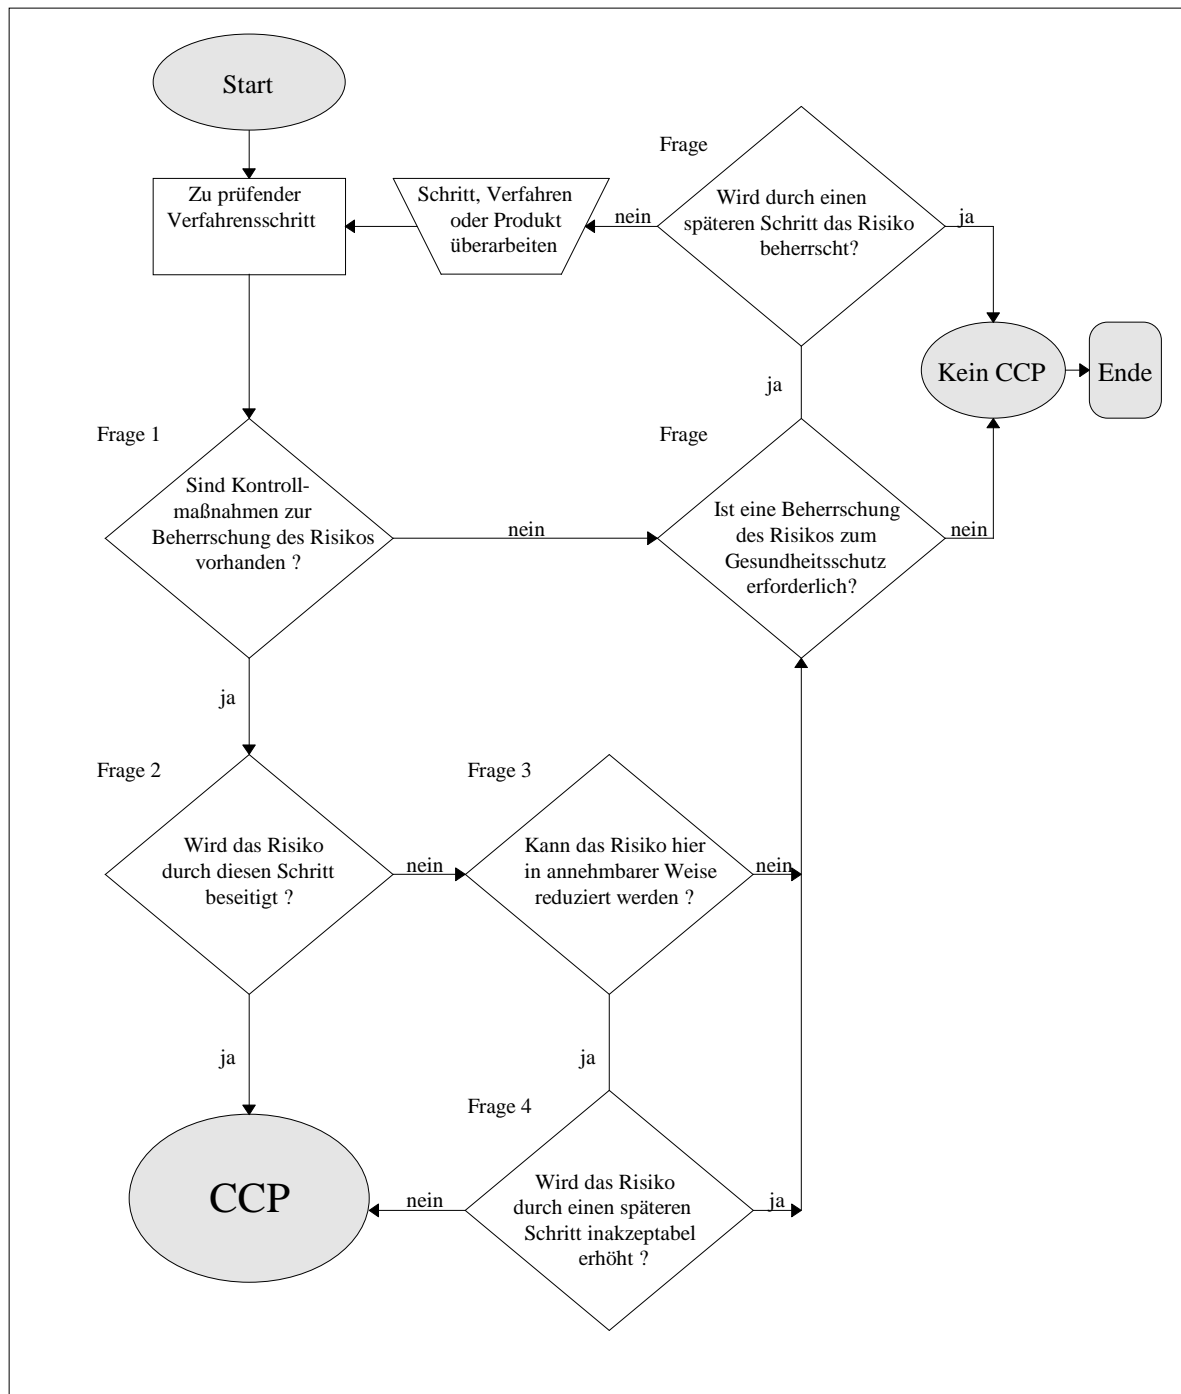 Start
Frage
Zu prüfender
Verfahrensschritt
Schritt, Verfahren
oder Produkt
überarbeiten
nein
Wird durch einen
späteren Schritt das Risiko
beherrscht?
ja
Kein CCP
Ende
ja
Frage 1
Frage
Sind Kontroll-
maßnahmen zur
Beherrschung des Risikos
vorhanden ?
nein
Ist eine Beherrschung
des Risikos zum
Gesundheitsschutz
erforderlich?
nein
ja
Frage 2
Frage 3
Wird das Risiko
durch diesen Schritt
beseitigt ?
nein
Kann das Risiko hier
in annehmbarer Weise
reduziert werden ?
nein
ja
ja
Frage 4
CCP
nein
Wird das Risiko
durch einen späteren
Schritt inakzeptabel
erhöht ?
ja